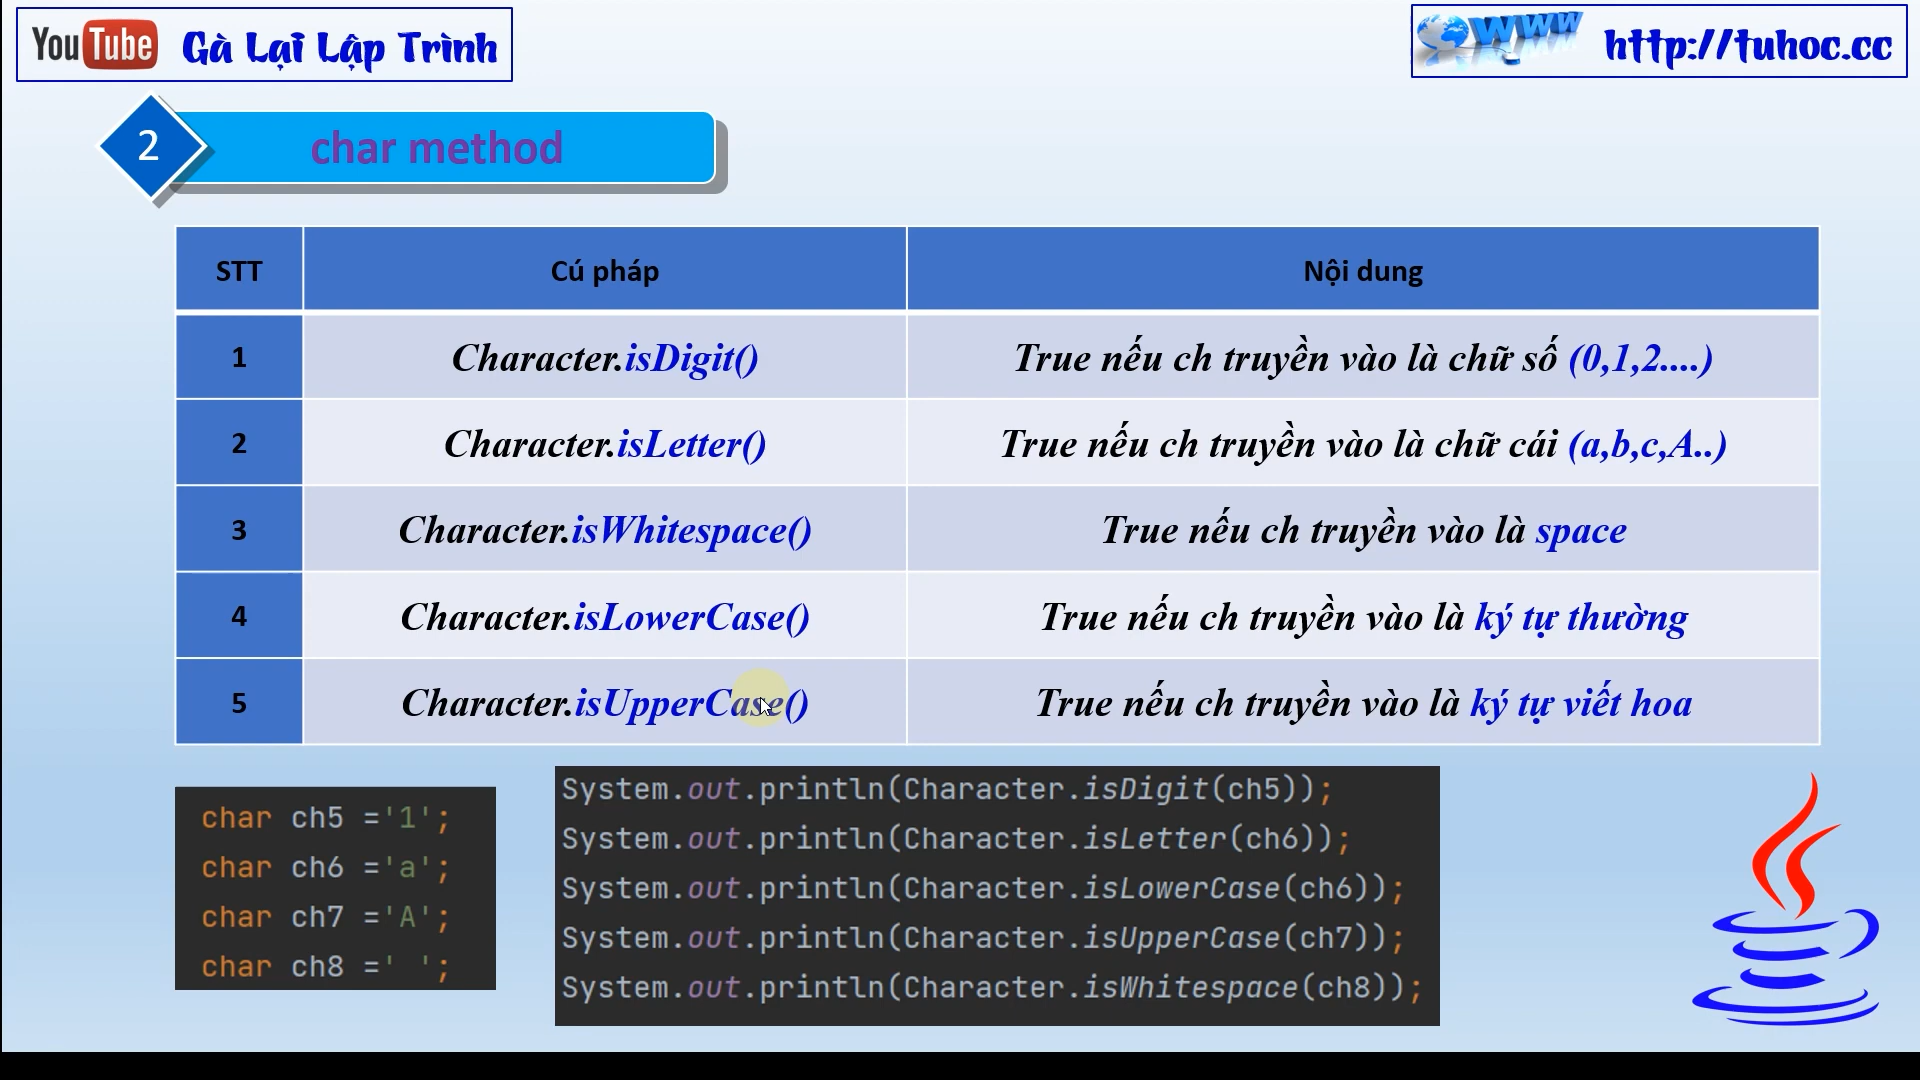 YouTube Gà Lại Lập Trình
WWW http://tuhoc.cc
2 char method
STT Cú pháp Nội dung
1 Character.isDigit() True nếu ch truyền vào là chữ số (0,1,2....)
2 Character.isLetter() True nếu ch truyền vào là chữ cái (a,b,c,A..)
3 Character.isWhitespace() True nếu ch truyền vào là space
4 Character.isLowerCase() True nếu ch truyền vào là ký tự thường
5 Character.isUpperCase() True nếu ch truyền vào là ký tự viết hoa
char ch5 ='1';
char ch6 ='a';
char ch7 ='A';
char ch8 =' ';
System.out.println(Character.isDigit(ch5));
System.out.println(Character.isLetter(ch6));
System.out.println(Character.isLowerCase(ch6));
System.out.println(Character.isUpperCase(ch7));
System.out.println(Character.isWhitespace(ch8));